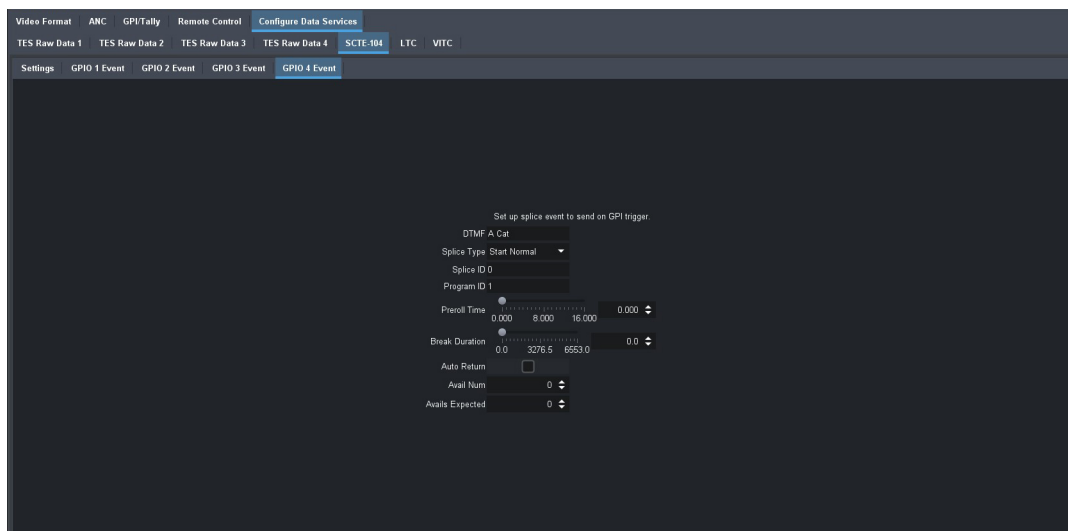 Video Format ANC GPI/Tally Remote Control Configure Data Services
TES Raw Data 1 TES Raw Data 2 TES Raw Data 3 TES Raw Data 4 SCTE-104 LTC VITC
Settings GPIO 1 Event GPIO 2 Event GPIO 3 Event GPIO 4 Event
Set up splice event to send on GPI trigger.
DTMF A Cat
Splice Type Start Normal
Splice ID 0
Program ID 1
Preroll Time 0.000
0.000 8.000 16.000
Break Duration 0.0
0.0 3276.5 6553.0
Auto Return
Avail Num 0
Avails Expected 0